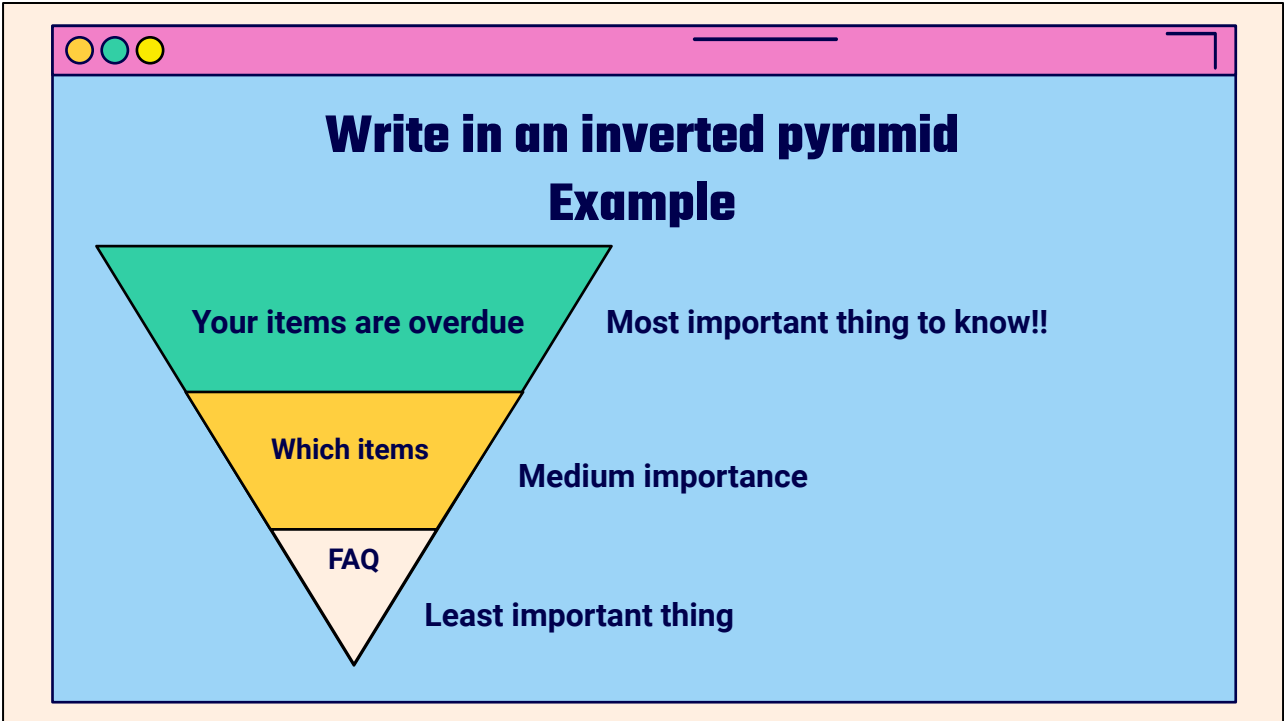 Write in an inverted pyramid
Example
Your items are overdue
Most important thing to know!!
Which items
Medium importance
FAQ
Least important thing